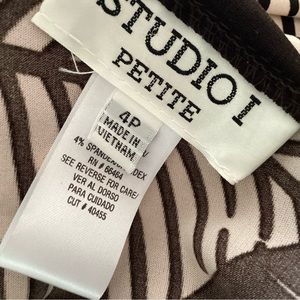 STUDIO I
PETITE
4P
MADE IN
VIETNAM
4% SPANDEX
RN # 66464
SEE REVERSE FOR CARE/
VER AL DORSO
PARA CUIDADO
CUT # 40455